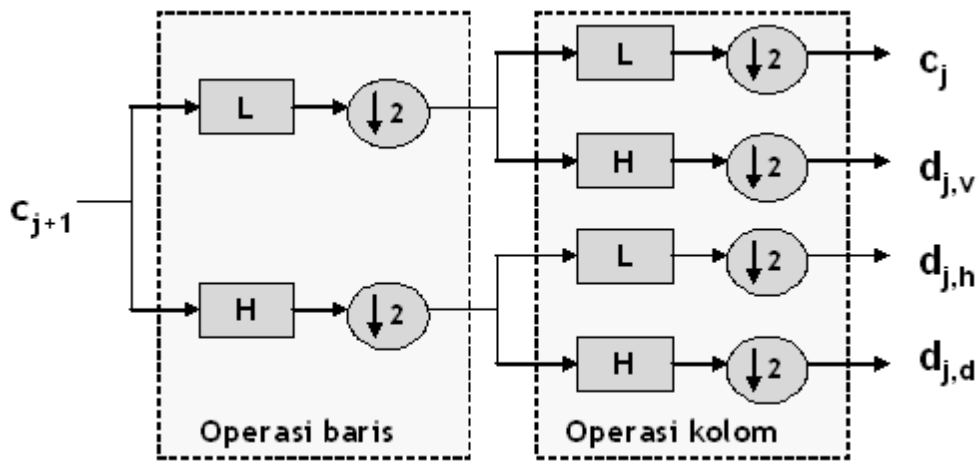 L
↓2
c_j
H
↓2
d_{j,v}
L
↓2
c_{j+1}
H
↓2
L
↓2
d_{j,h}
H
↓2
d_{j,d}
Operasi baris
Operasi kolom